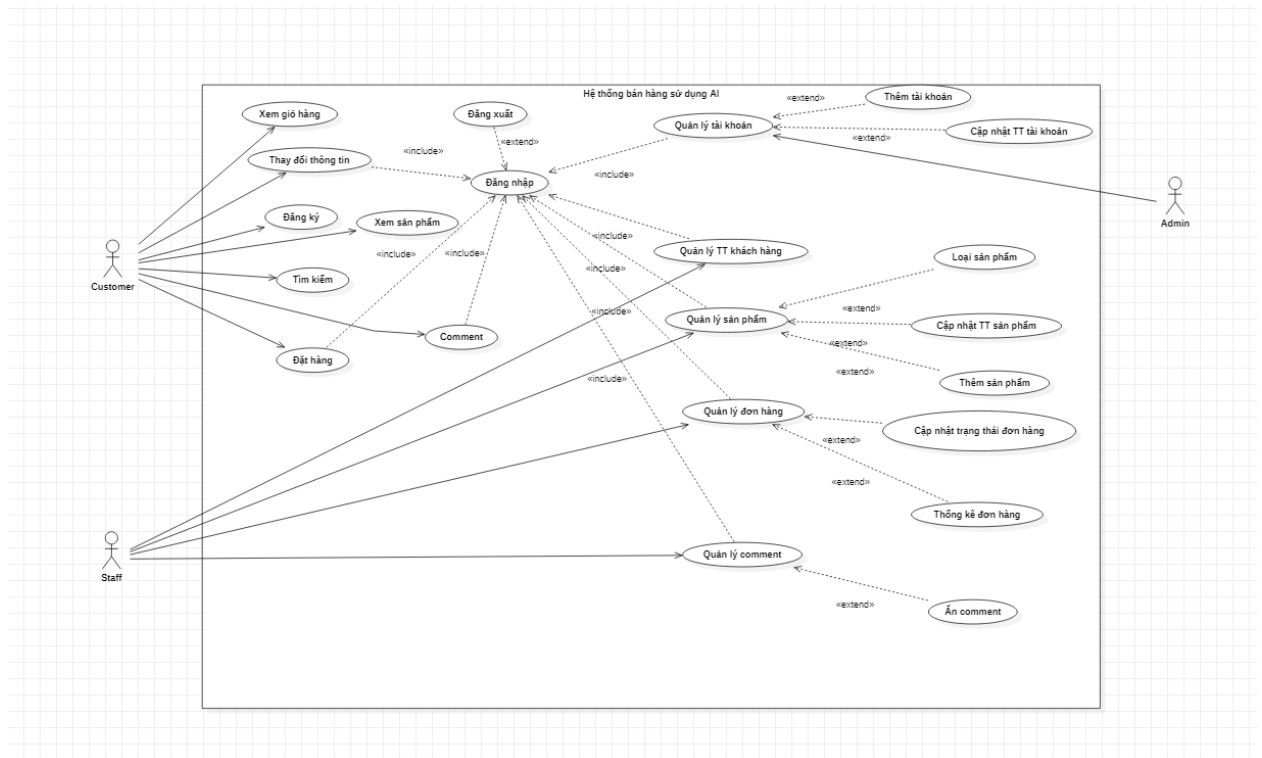 Hệ thống bán hàng sử dụng AI
Xem giỏ hàng
Đăng xuất
«extend»
Thêm tài khoản
Quản lý tài khoản
Cập nhật TT tài khoản
«extend»
«extend»
«include»
Thay đổi thông tin
«include»
Đăng nhập
Admin
Đăng ký
Xem sản phẩm
«include»
«include»
«include»
Quản lý TT khách hàng
Loại sản phẩm
«include»
Customer
Tìm kiếm
«include»
«extend»
Quản lý sản phẩm
Cập nhật TT sản phẩm
Comment
«extend»
Đặt hàng
«extend»
«include»
Thêm sản phẩm
Quản lý đơn hàng
Cập nhật trạng thái đơn hàng
«extend»
«extend»
Thống kê đơn hàng
Quản lý comment
Staff
«extend»
Ẩn comment